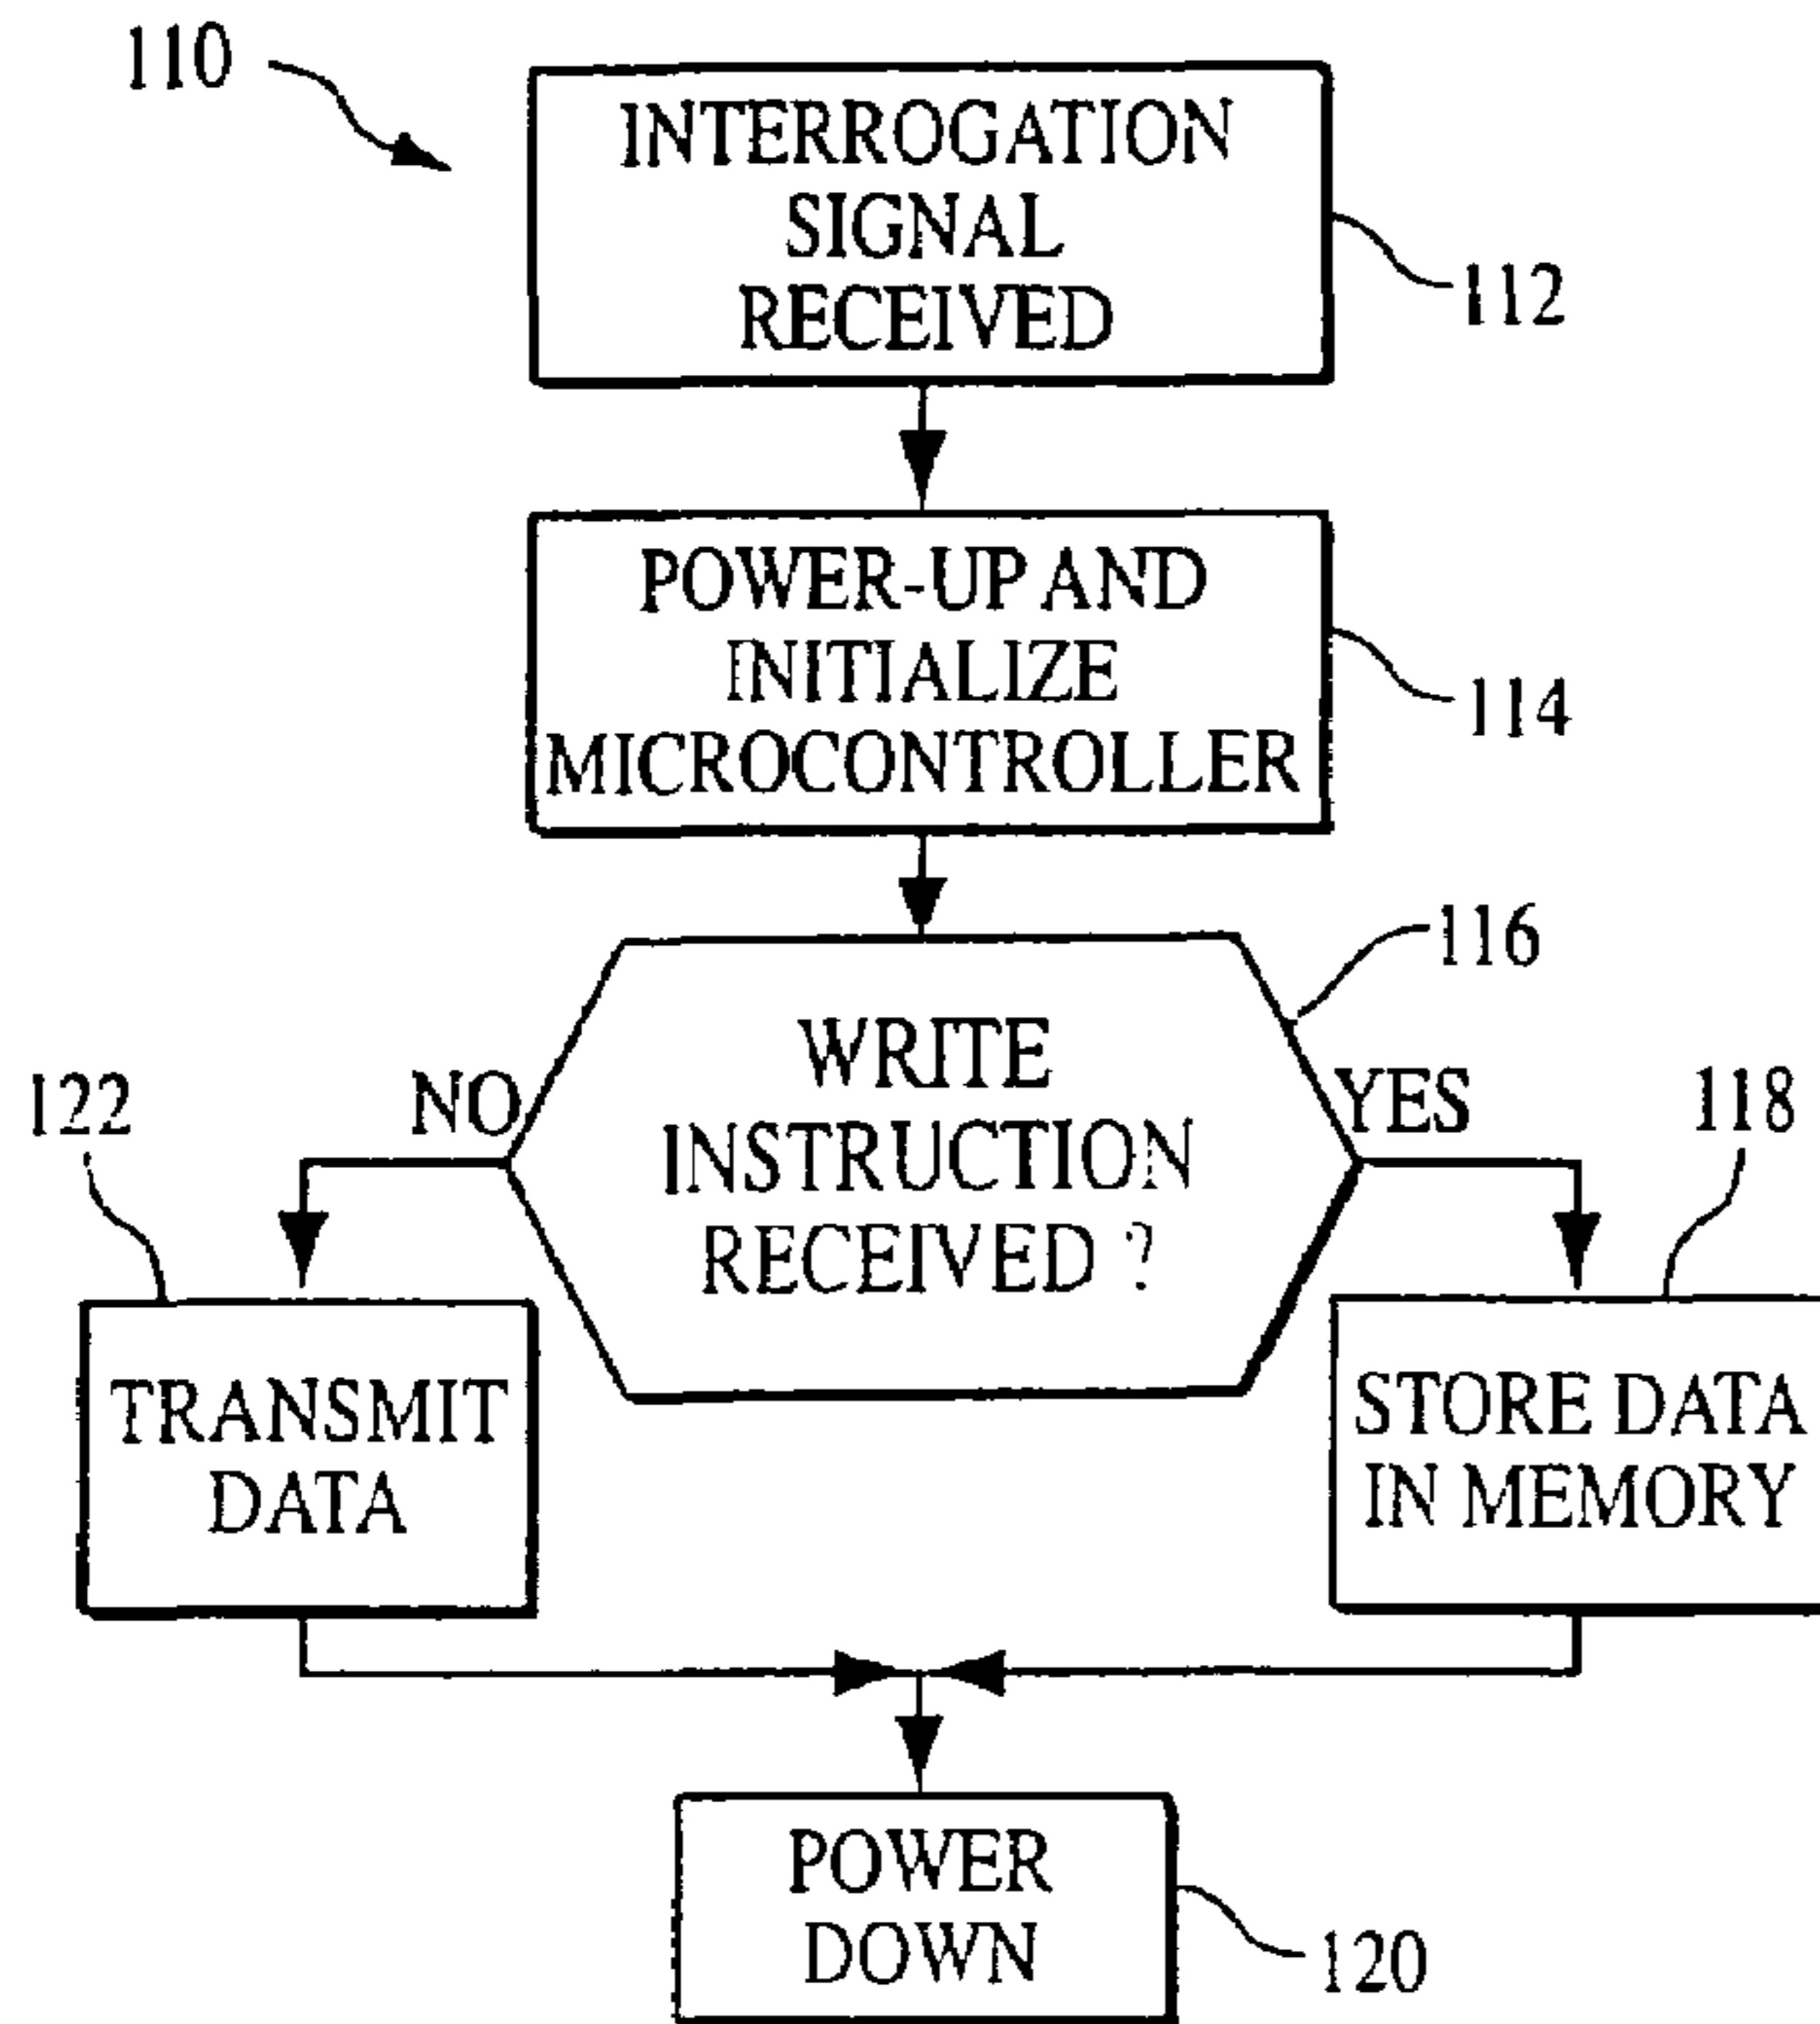 110
INTERROGATION
SIGNAL
RECEIVED
112
POWER-UP AND
INITIALIZE
MICROCONTROLLER
114
116
WRITE
INSTRUCTION
RECEIVED ?
NO
YES
122
118
TRANSMIT
DATA
STORE DATA
IN MEMORY
POWER
DOWN
120